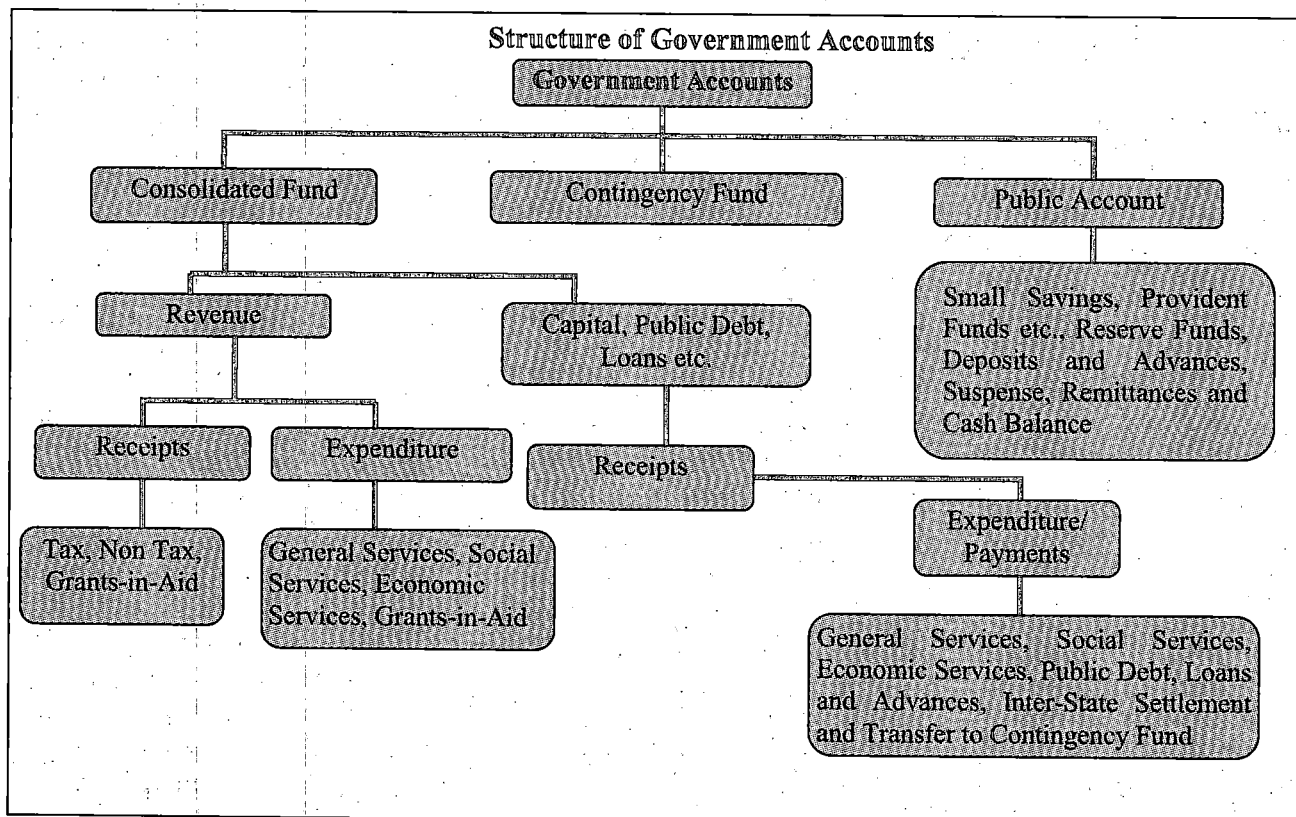 Structure of Government Accounts
Government Accounts
Consolidated Fund
Contingency Fund
Public Account
Revenue
Capital, Public Debt,
Loans etc.
Small Savings, Provident
Funds etc., Reserve Funds,
Deposits and Advances,
Suspense, Remittances and
Cash Balance
Receipts
Expenditure
Receipts
Expenditure/
Payments
Tax, Non Tax,
Grants-in-Aid
General Services, Social
Services, Economic
Services, Grants-in-Aid
General Services, Social Services,
Economic Services, Public Debt, Loans
and Advances, Inter-State Settlement
and Transfer to Contingency Fund